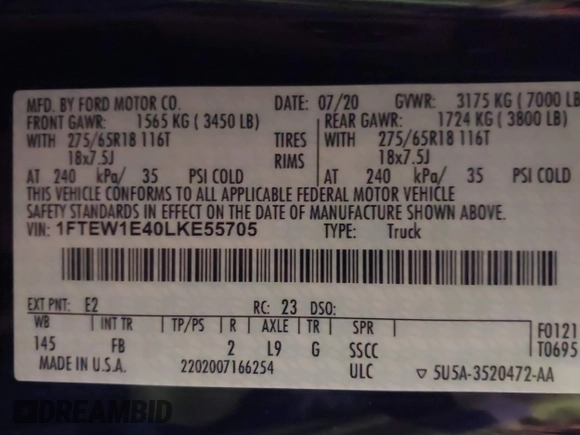 MFD. BY FORD MOTOR CO. DATE: 07/20 GVWR: 3175 KG ( 7000 LB
FRONT GAWR: 1565 KG ( 3450 LB) REAR GAWR: 1724 KG ( 3800 LB)
WITH 275/65R18 116T TIRES WITH 275/65R18 116T
18x7.5J RIMS 18x7.5J
AT 240 kPa/ 35 PSI COLD AT 240 kPa/ 35 PSI COLD
THIS VEHICLE CONFORMS TO ALL APPLICABLE FEDERAL MOTOR VEHICLE
SAFETY STANDARDS IN EFFECT ON THE DATE OF MANUFACTURE SHOWN ABOVE.
VIN: 1FTEW1E40LKE55705 TYPE: Truck
EXT PNT: E2 RC: 23 DSO:
WB INT TR TP/PS R AXLE TR SPR F0121
145 FB 2 L9 G SSCC T0695
MADE IN U.S.A. 2202007166254 ULC ▽ 5U5A-3520472-AA
DREAMBID